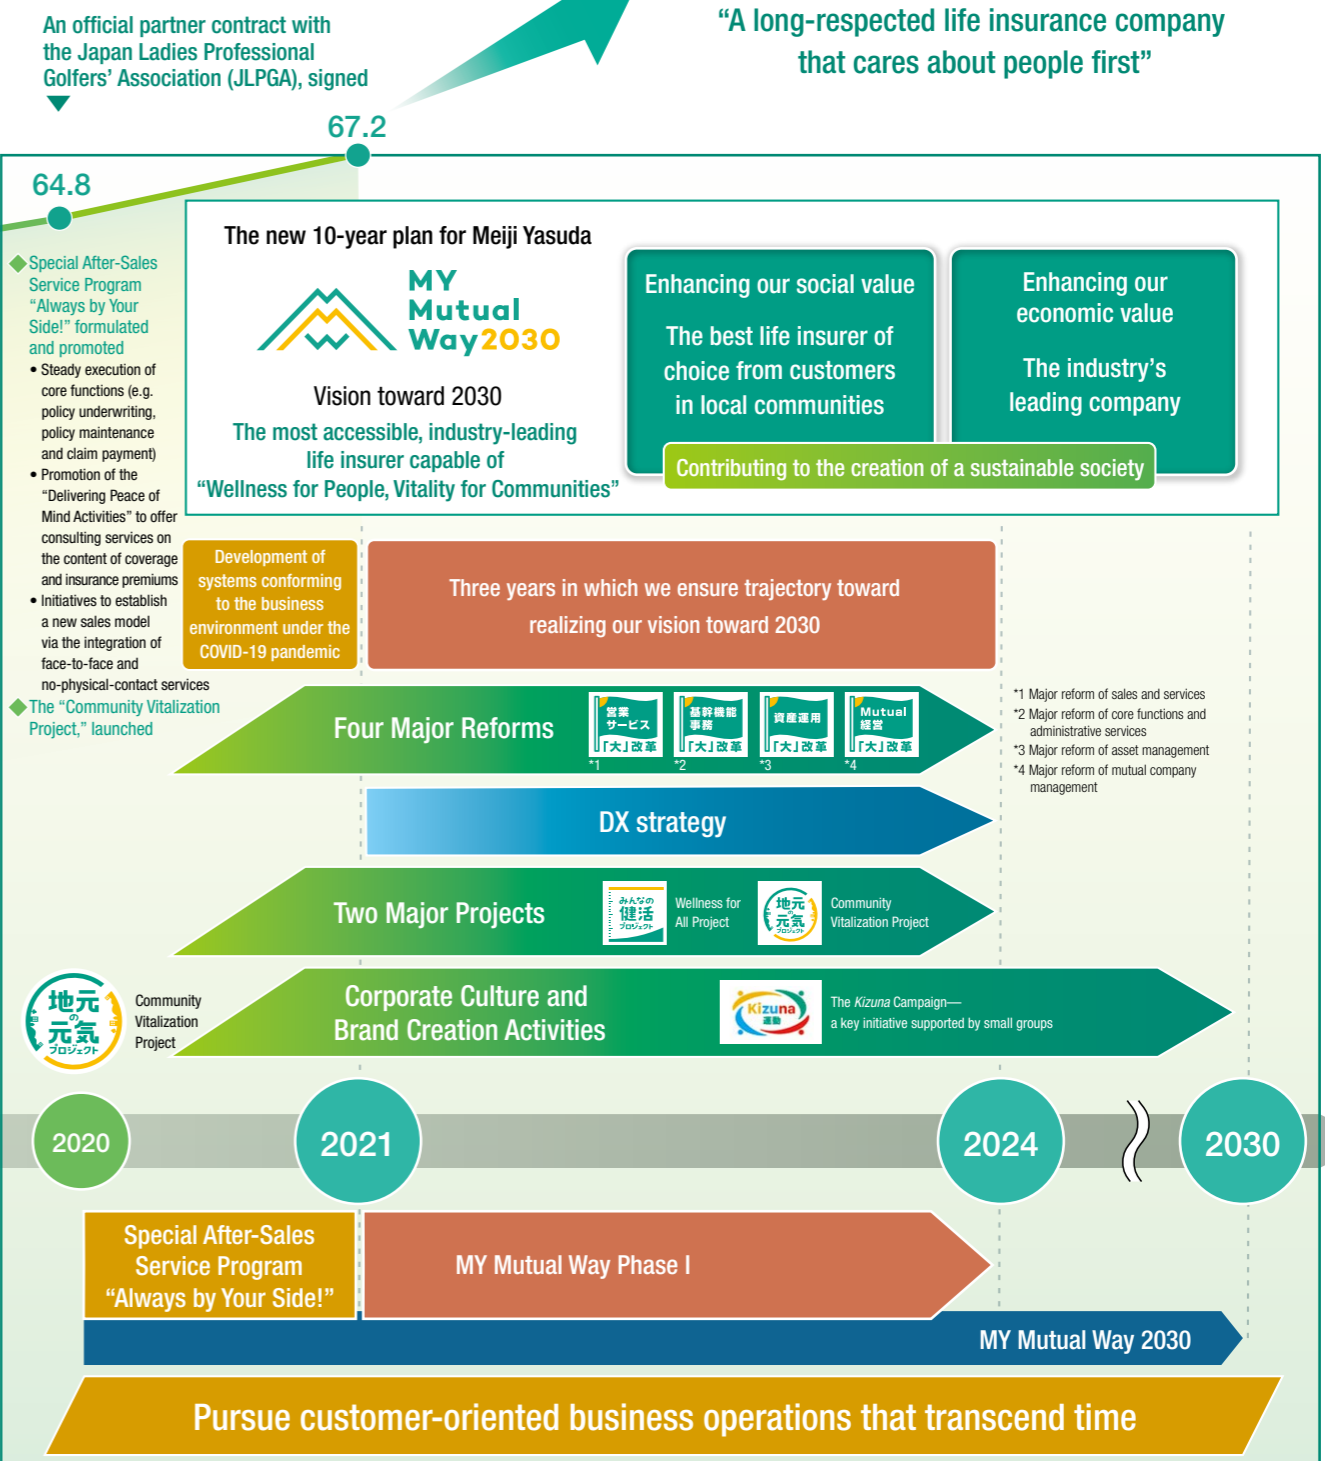 An official partner contract with
the Japan Ladies Professional
Golfers’ Association (JLPGA), signed
“A long-respected life insurance company
that cares about people first”
67.2
64.8
Special After-Sales
Service Program
“Always by Your
Side!” formulated
and promoted
• Steady execution of
core functions (e.g.
policy underwriting,
policy maintenance
and claim payment)
• Promotion of the
“Delivering Peace of
Mind Activities” to offer
consulting services on
the content of coverage
and insurance premiums
• Initiatives to establish
a new sales model
via the integration of
face-to-face and
no-physical-contact services
The “Community Vitalization
Project,” launched
The new 10-year plan for Meiji Yasuda
MY
Mutual
Way2030
Vision toward 2030
The most accessible, industry-leading
life insurer capable of
“Wellness for People, Vitality for Communities”
Enhancing our social value
The best life insurer of
choice from customers
in local communities
Enhancing our
economic value
The industry’s
leading company
Contributing to the creation of a sustainable society
Development of
systems conforming
to the business
environment under the
COVID-19 pandemic
Three years in which we ensure trajectory toward
realizing our vision toward 2030
Four Major Reforms
営業
サービス
「大」改革
*1
基幹機能
事務
「大」改革
*2
資産運用
「大」改革
*3
Mutual
経営
「大」改革
*4
*1 Major reform of sales and services
*2 Major reform of core functions and
administrative services
*3 Major reform of asset management
*4 Major reform of mutual company
management
DX strategy
Two Major Projects
みんなの
健活
プロジェクト
Wellness for
All Project
地元
の
元気
プロジェクト
Community
Vitalization Project
地元
の
元気
プロジェクト
Community
Vitalization
Project
Corporate Culture and
Brand Creation Activities
Kizuna
運動
The Kizuna Campaign—
a key initiative supported by small groups
2020
2021
2024
2030
Special After-Sales
Service Program
“Always by Your Side!”
MY Mutual Way Phase I
MY Mutual Way 2030
Pursue customer-oriented business operations that transcend time